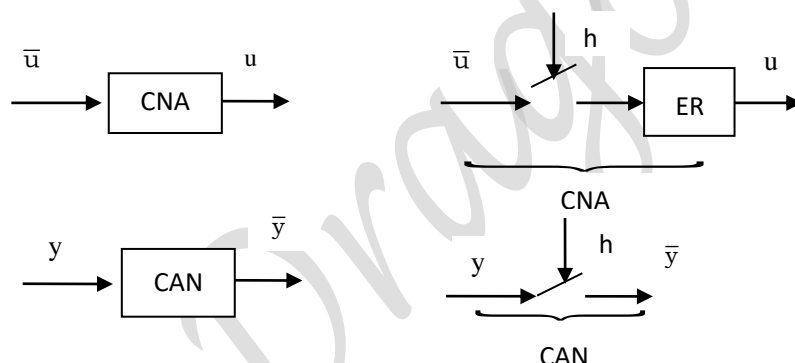 h
u̅ u u̅ u
CNA ER
CNA
y y̅ y h y̅
CAN
CAN